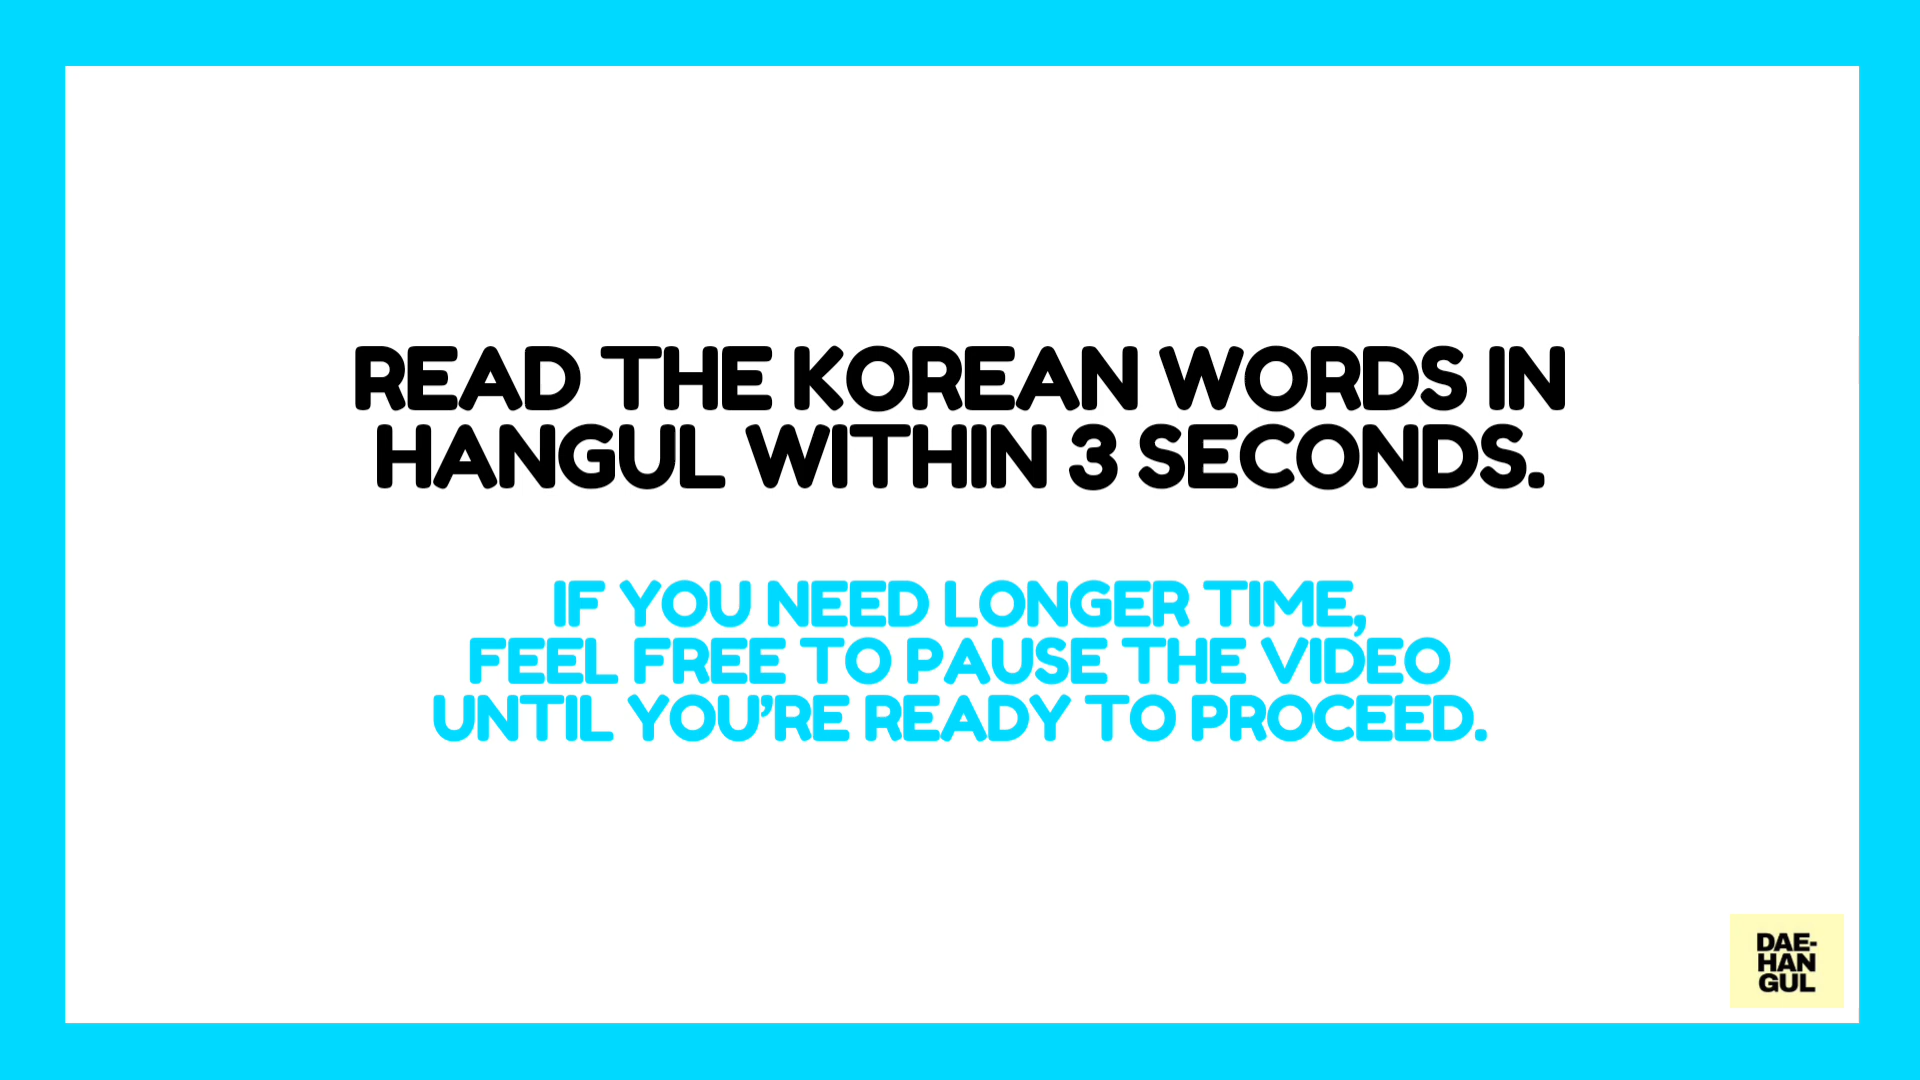 READ THE KOREAN WORDS IN
HANGUL WITHIN 3 SECONDS.
IF YOU NEED LONGER TIME,
FEEL FREE TO PAUSE THE VIDEO
UNTIL YOU’RE READY TO PROCEED.
DAE-
HAN
GUL